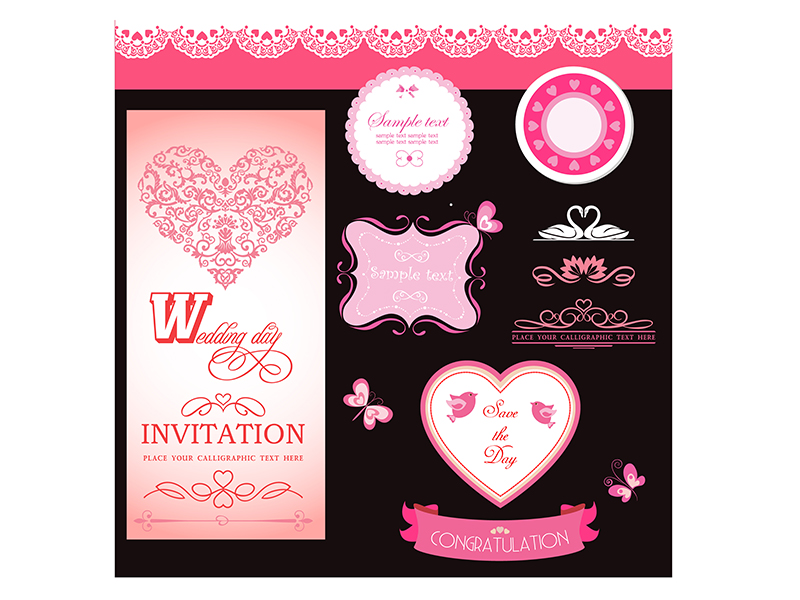 Sample text
sample text sample text
sample text sample text
Sample text
Wedding day
INVITATION
PLACE YOUR CALLIGRAPHIC TEXT HERE
PLACE YOUR CALLIGRAPHIC TEXT HERE
Save
the
Day
CONGRATULATION